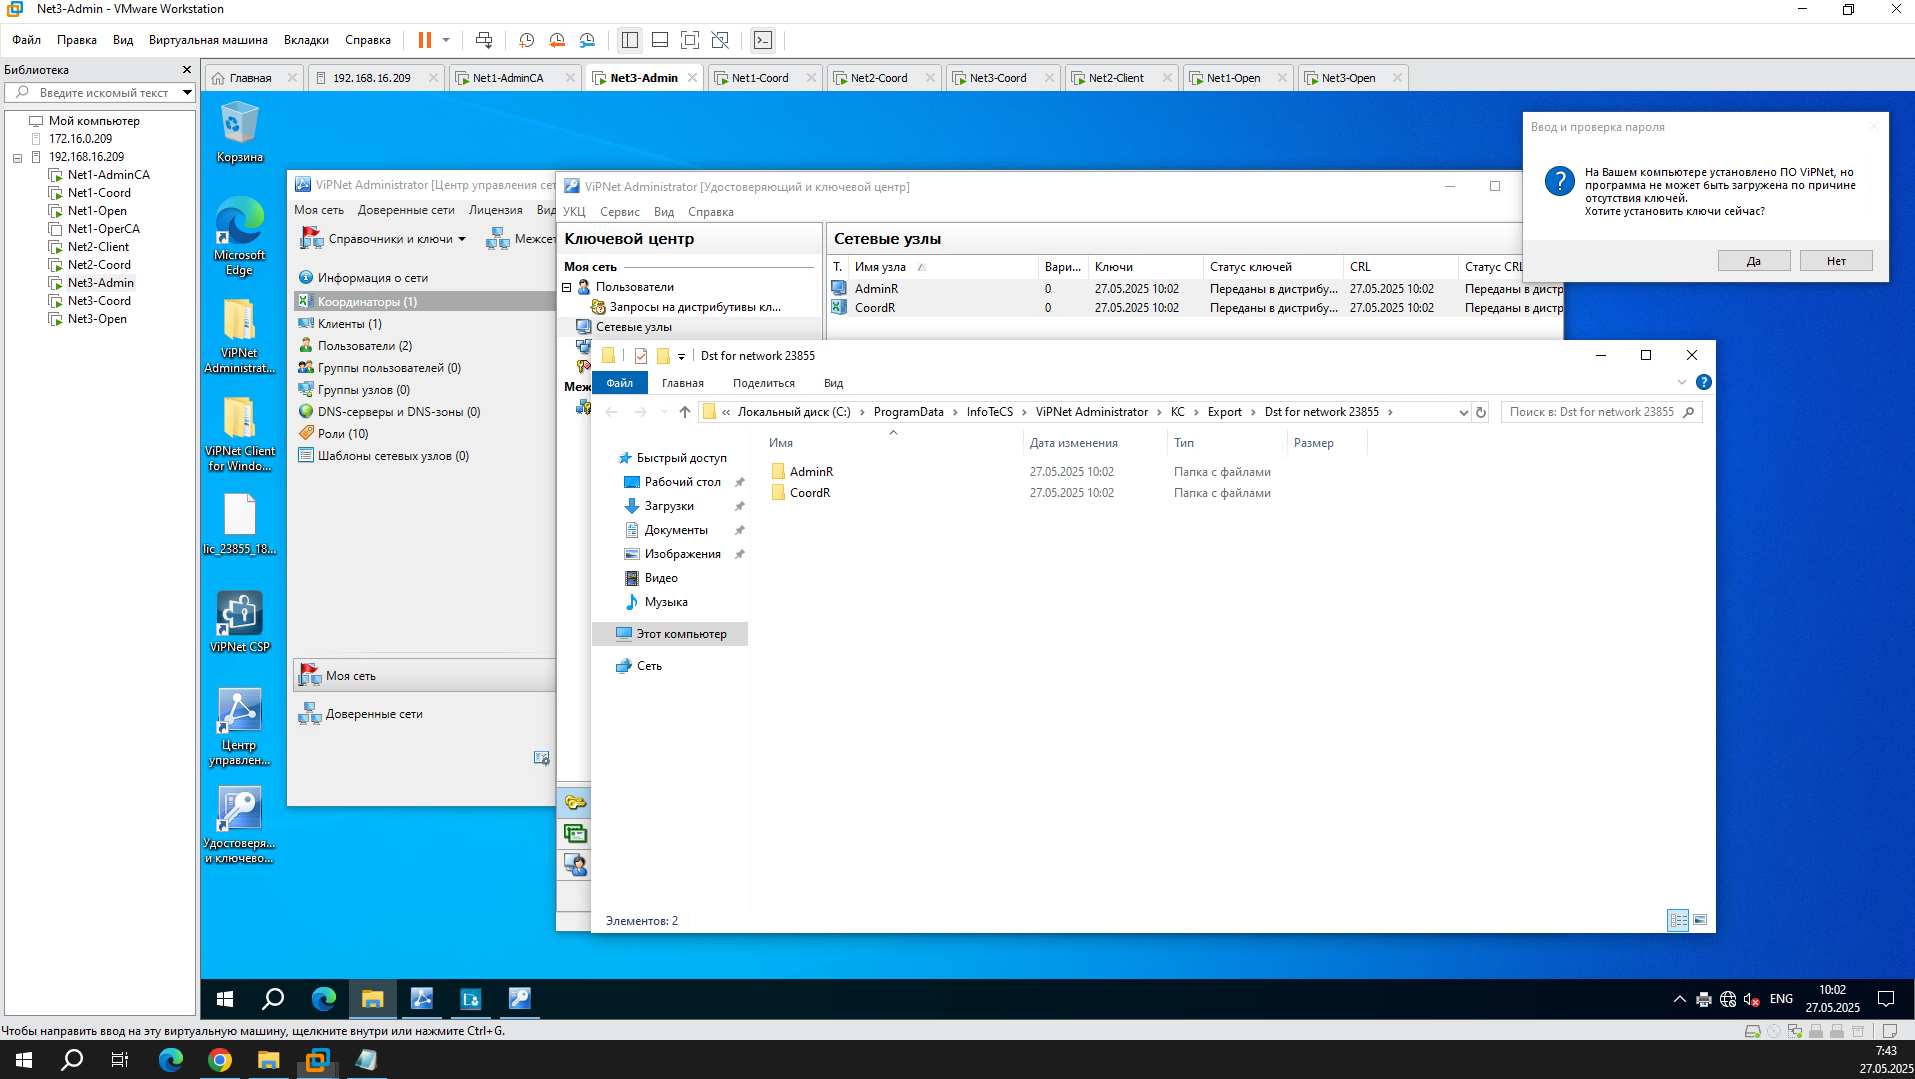 Net3-Admin - VMware Workstation
Файл Правка Вид Виртуальная машина Вкладки Справка
Библиотека
Введите искомый текст
Мой компьютер
172.16.0.209
192.168.16.209
Net1-AdminCA
Net1-Coord
Net1-Open
Net1-OperCA
Net2-Client
Net2-Coord
Net3-Admin
Net3-Coord
Net3-Open
Главная 192.168.16.209 Net1-AdminCA Net3-Admin Net1-Coord Net2-Coord Net3-Coord Net2-Client Net1-Open Net3-Open
Корзина
Microsoft
Edge
ViPNet
Administrat...
ViPNet Client
for Windo...
lic_23855_18...
ViPNet CSP
Центр
управлен...
Удостоверя...
и ключево...
ViPNet Administrator [Центр управления сет
Моя сеть Доверенные сети Лицензия Вид
Справочники и ключи Межсет
Информация о сети
Координаторы (1)
Клиенты (1)
Пользователи (2)
Группы пользователей (0)
Группы узлов (0)
DNS-серверы и DNS-зоны (0)
Роли (10)
Шаблоны сетевых узлов (0)
Моя сеть
Доверенные сети
ViPNet Administrator [Удостоверяющий и ключевой центр]
УКЦ Сервис Вид Справка
Ключевой центр
Моя сеть
Пользователи
Запросы на дистрибутивы кл...
Сетевые узлы
Меж
Сетевые узлы
Т. Имя узла Вари... Ключи Статус ключей CRL Статус CRL
AdminR 0 27.05.2025 10:02 Переданы в дистрибу... 27.05.2025 10:02 Переданы в дистр
CoordR 0 27.05.2025 10:02 Переданы в дистрибу... 27.05.2025 10:02 Переданы в дистр
Ввод и проверка пароля
На Вашем компьютере установлено ПО ViPNet, но
программа не может быть загружена по причине
отсутствия ключей.
Хотите установить ключи сейчас?
Да Нет
Dst for network 23855
Файл Главная Поделиться Вид
« Локальный диск (C:) › ProgramData › InfoTeCS › ViPNet Administrator › KC › Export › Dst for network 23855 ›
Поиск в: Dst for network 23855
Имя Дата изменения Тип Размер
AdminR 27.05.2025 10:02 Папка с файлами
CoordR 27.05.2025 10:02 Папка с файлами
Быстрый доступ
Рабочий стол
Загрузки
Документы
Изображения
Видео
Музыка
Этот компьютер
Сеть
Элементов: 2
ENG
10:02
27.05.2025
Чтобы направить ввод на эту виртуальную машину, щелкните внутри или нажмите Ctrl+G.
7:43
27.05.2025